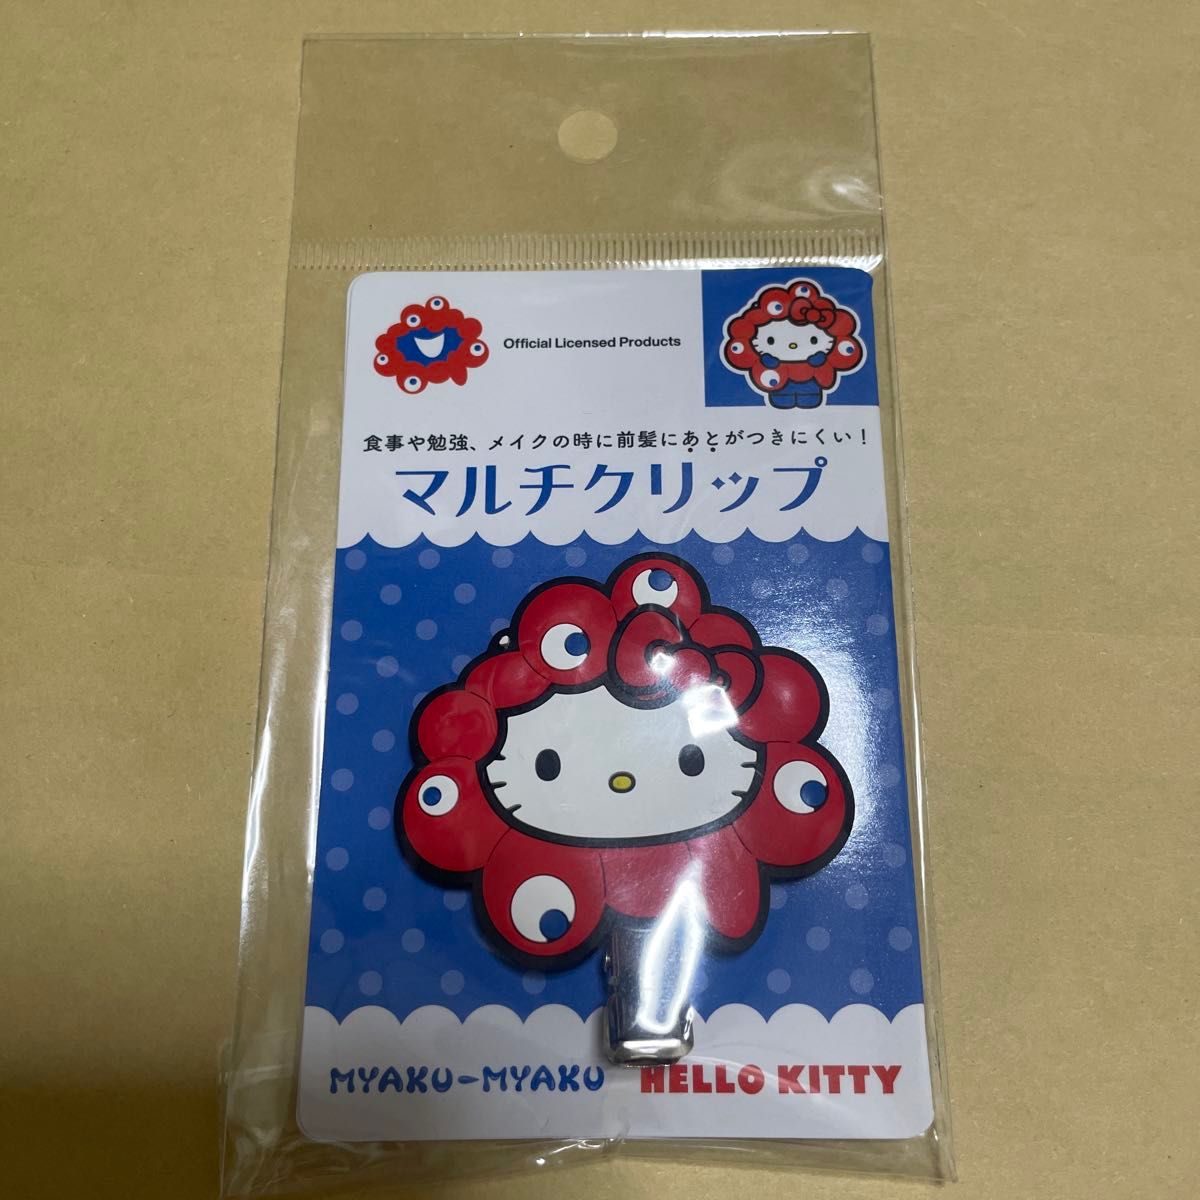 Official Licensed Products
食事や勉強、メイクの時に前髪にあとがつきにくい！
マルチクリップ
MYAKU-MYAKU HELLO KITTY